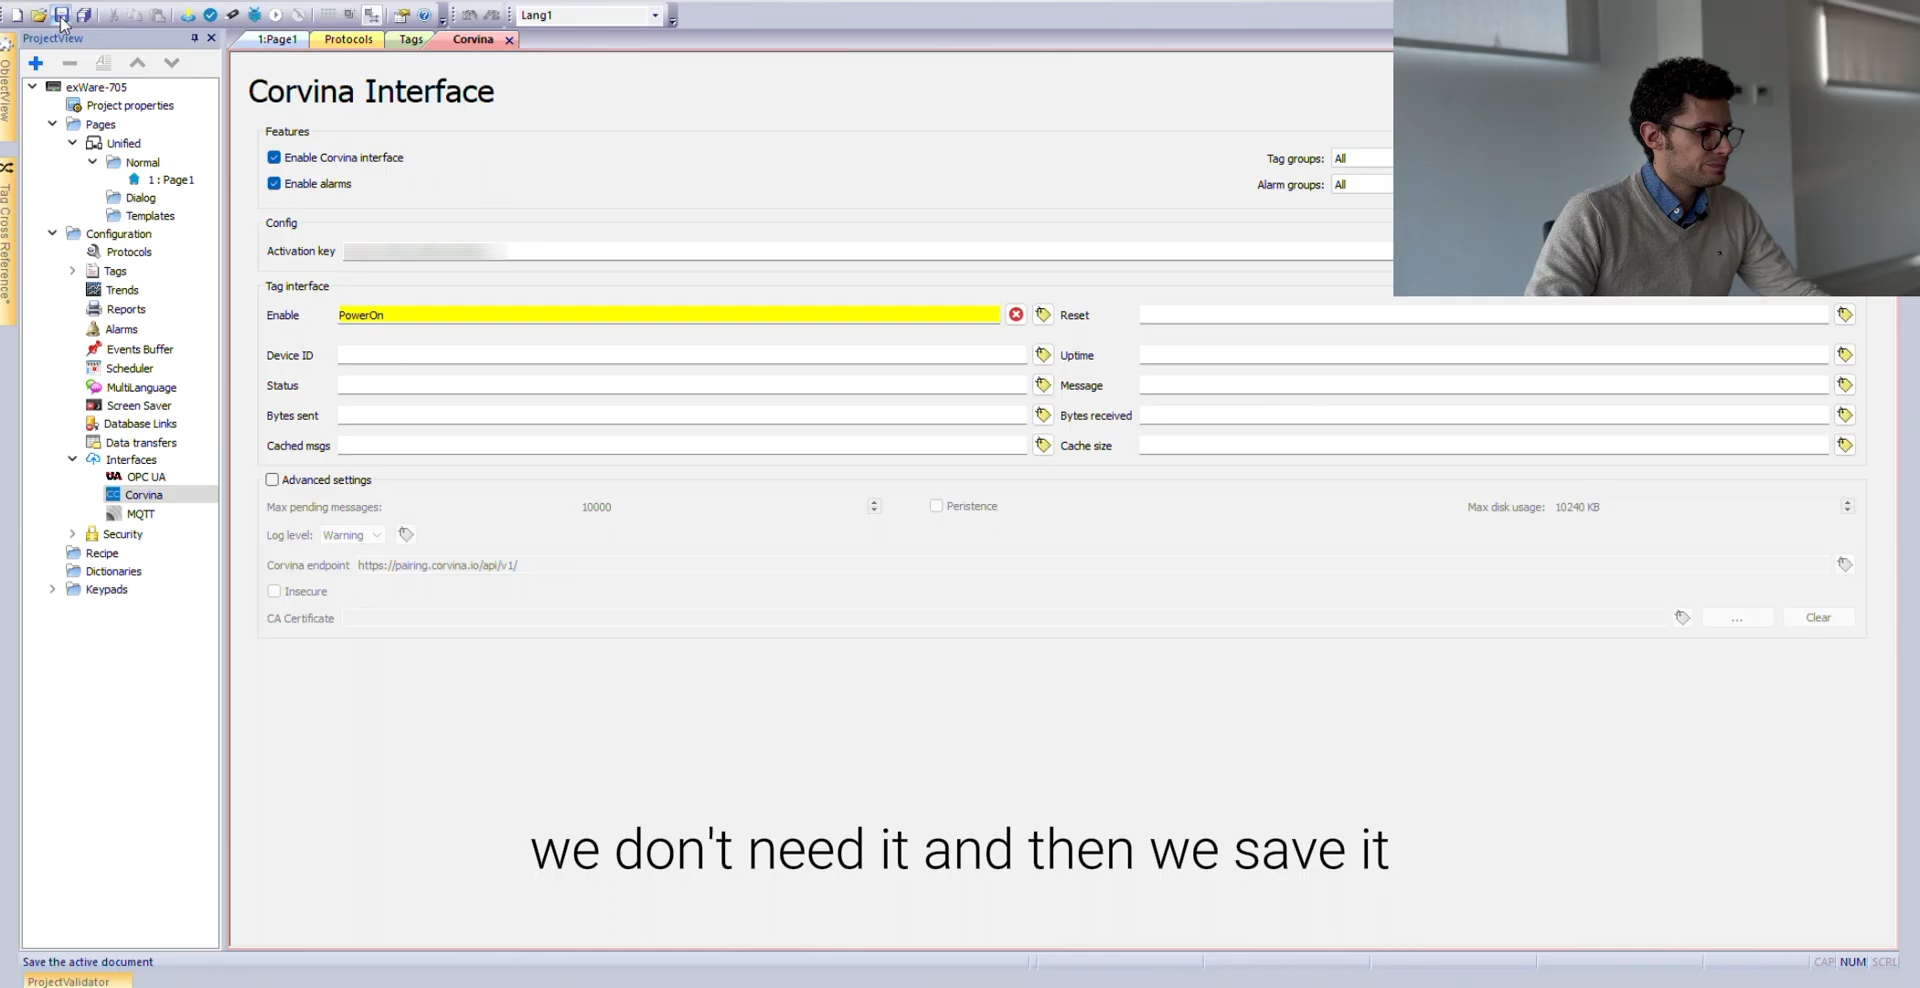 Lang1
ProjectView
1:Page1
Protocols
Tags
Corvina
ObjectView
Tag Cross Reference*
exWare-705
Project properties
Pages
Unified
Normal
1 : Page1
Dialog
Templates
Configuration
Protocols
Tags
Trends
Reports
Alarms
Events Buffer
Scheduler
MultiLanguage
Screen Saver
Database Links
Data transfers
Interfaces
UA OPC UA
CC Corvina
MQTT
Security
Recipe
Dictionaries
Keypads
Corvina Interface
Features
Enable Corvina interface
Tag groups: All
Enable alarms
Alarm groups: All
Config
Activation key
Tag interface
Enable PowerOn Reset
Device ID Uptime
Status Message
Bytes sent Bytes received
Cached msgs Cache size
Advanced settings
Max pending messages: 10000 Peristence Max disk usage: 10240 KB
Log level: Warning
Corvina endpoint https://pairing.corvina.io/api/v1/
Insecure
CA Certificate ... Clear
we don't need it and then we save it
Save the active document
CAP NUM SCRL
ProjectValidator